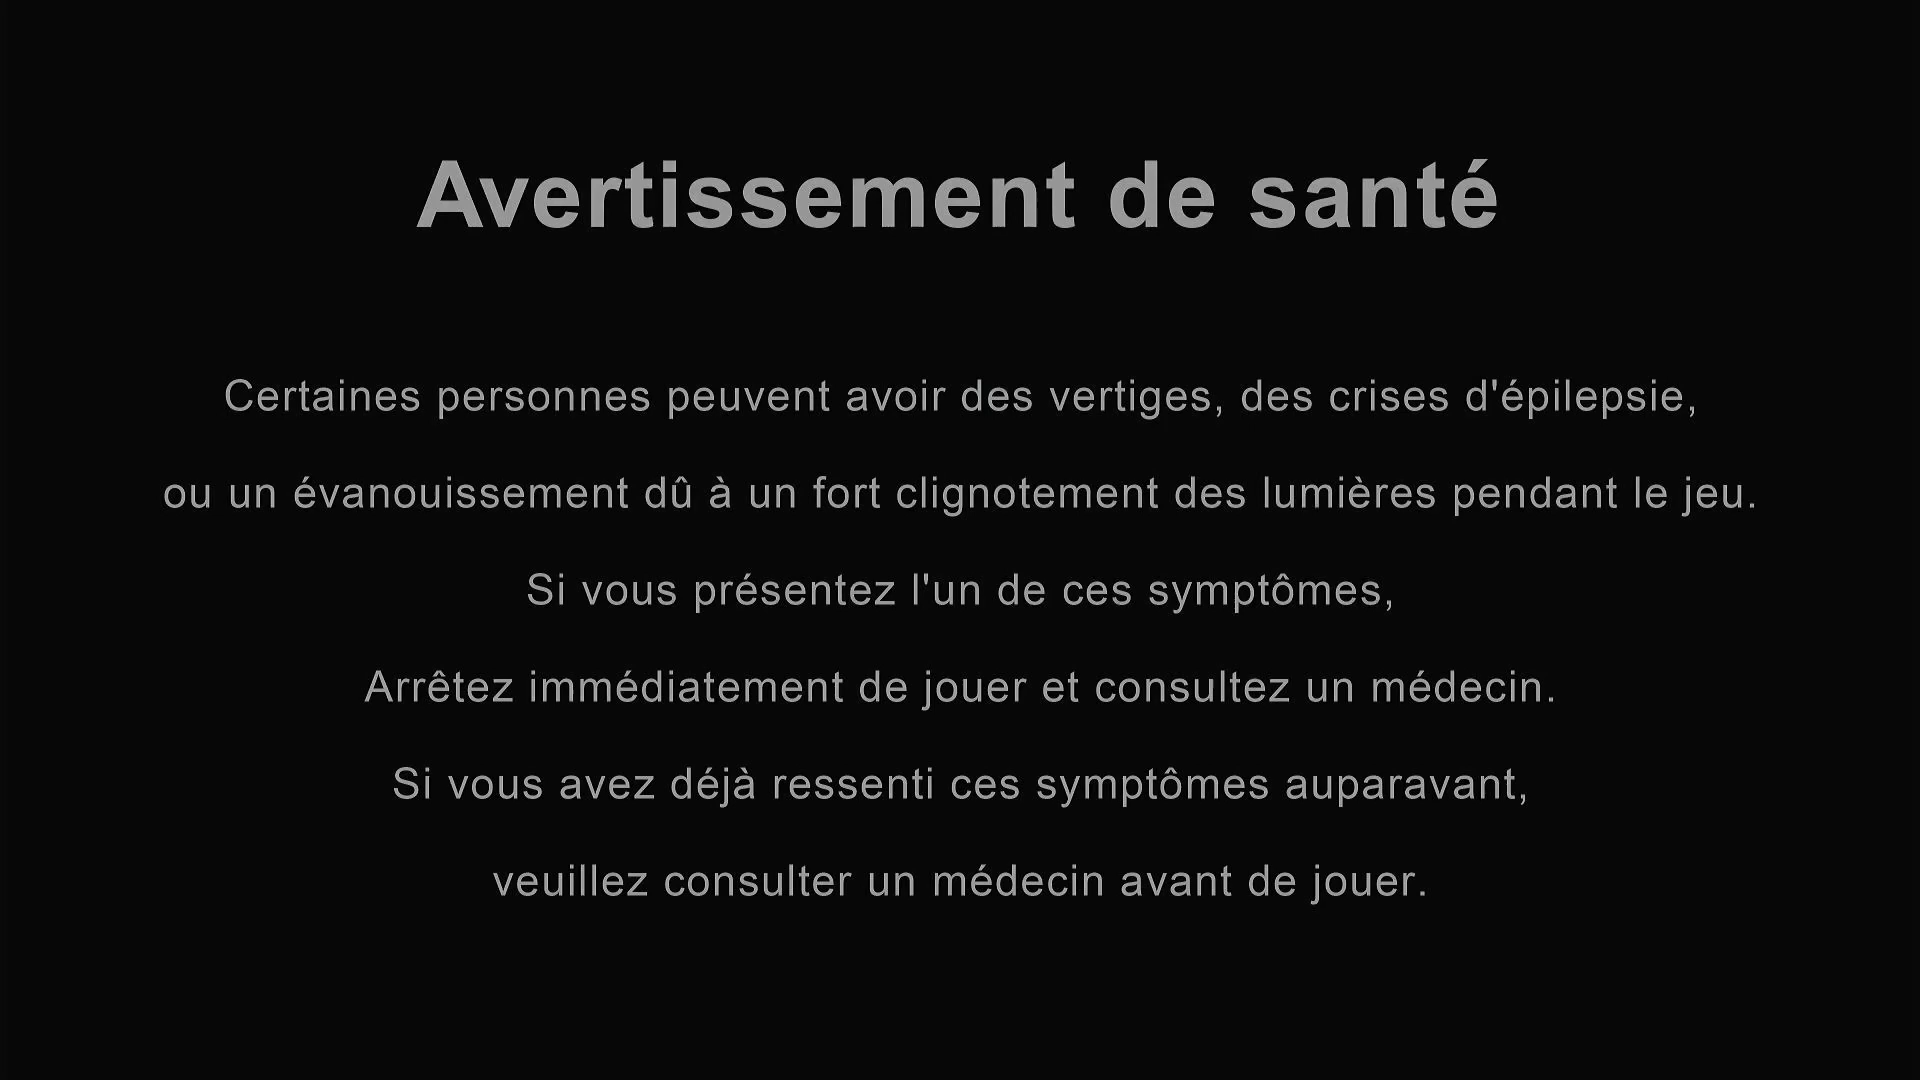 Avertissement de santé
Certaines personnes peuvent avoir des vertiges, des crises d'épilepsie,
ou un évanouissement dû à un fort clignotement des lumières pendant le jeu.
Si vous présentez l'un de ces symptômes,
Arrêtez immédiatement de jouer et consultez un médecin.
Si vous avez déjà ressenti ces symptômes auparavant,
veuillez consulter un médecin avant de jouer.